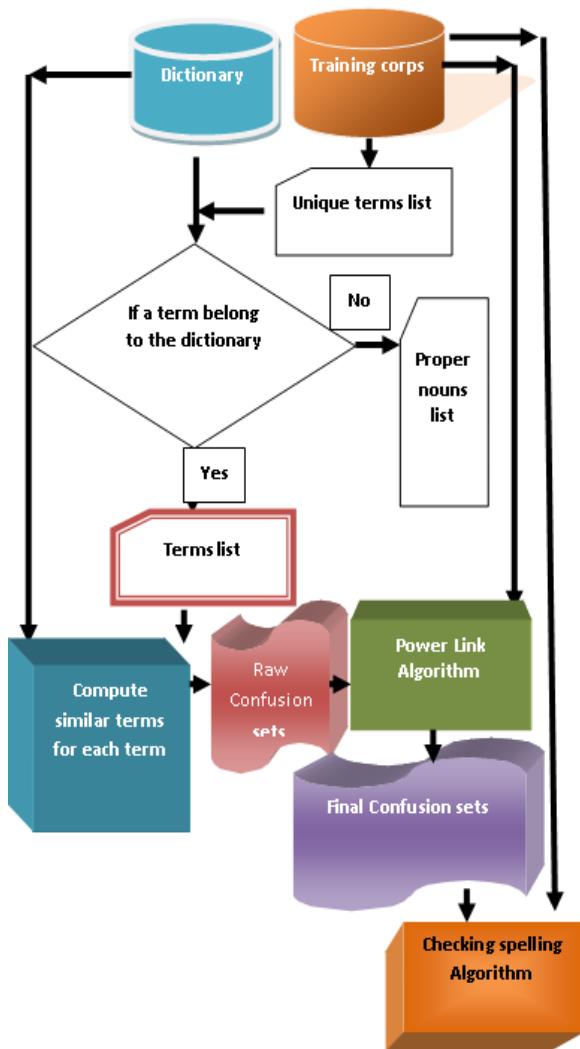 Dictionary
Training corps
Unique terms list
If a term belong
to the dictionary
No
Proper
nouns
list
Yes
Terms list
Compute
similar terms
for each term
Raw
Confusion
sets
Power Link
Algorithm
Final Confusion sets
Checking spelling
Algorithm